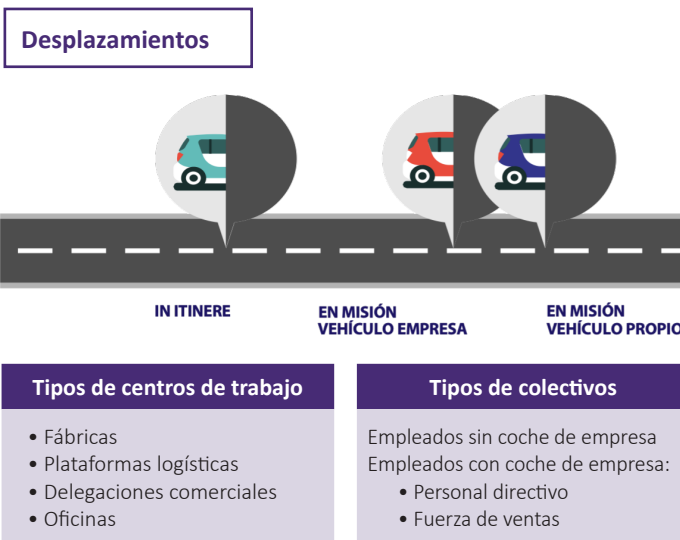 Desplazamientos
IN ITINERE
EN MISIÓN
VEHÍCULO EMPRESA
EN MISIÓN
VEHÍCULO PROPIO
Tipos de centros de trabajo
• Fábricas
• Plataformas logísticas
• Delegaciones comerciales
• Oficinas
Tipos de colectivos
Empleados sin coche de empresa
Empleados con coche de empresa:
• Personal directivo
• Fuerza de ventas